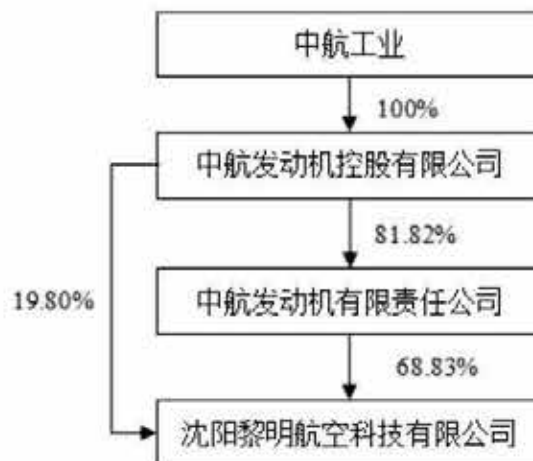 中航工业
100%
中航发动机控股有限公司
81.82%
19.80%
中航发动机有限责任公司
68.83%
沈阳黎明航空科技有限公司